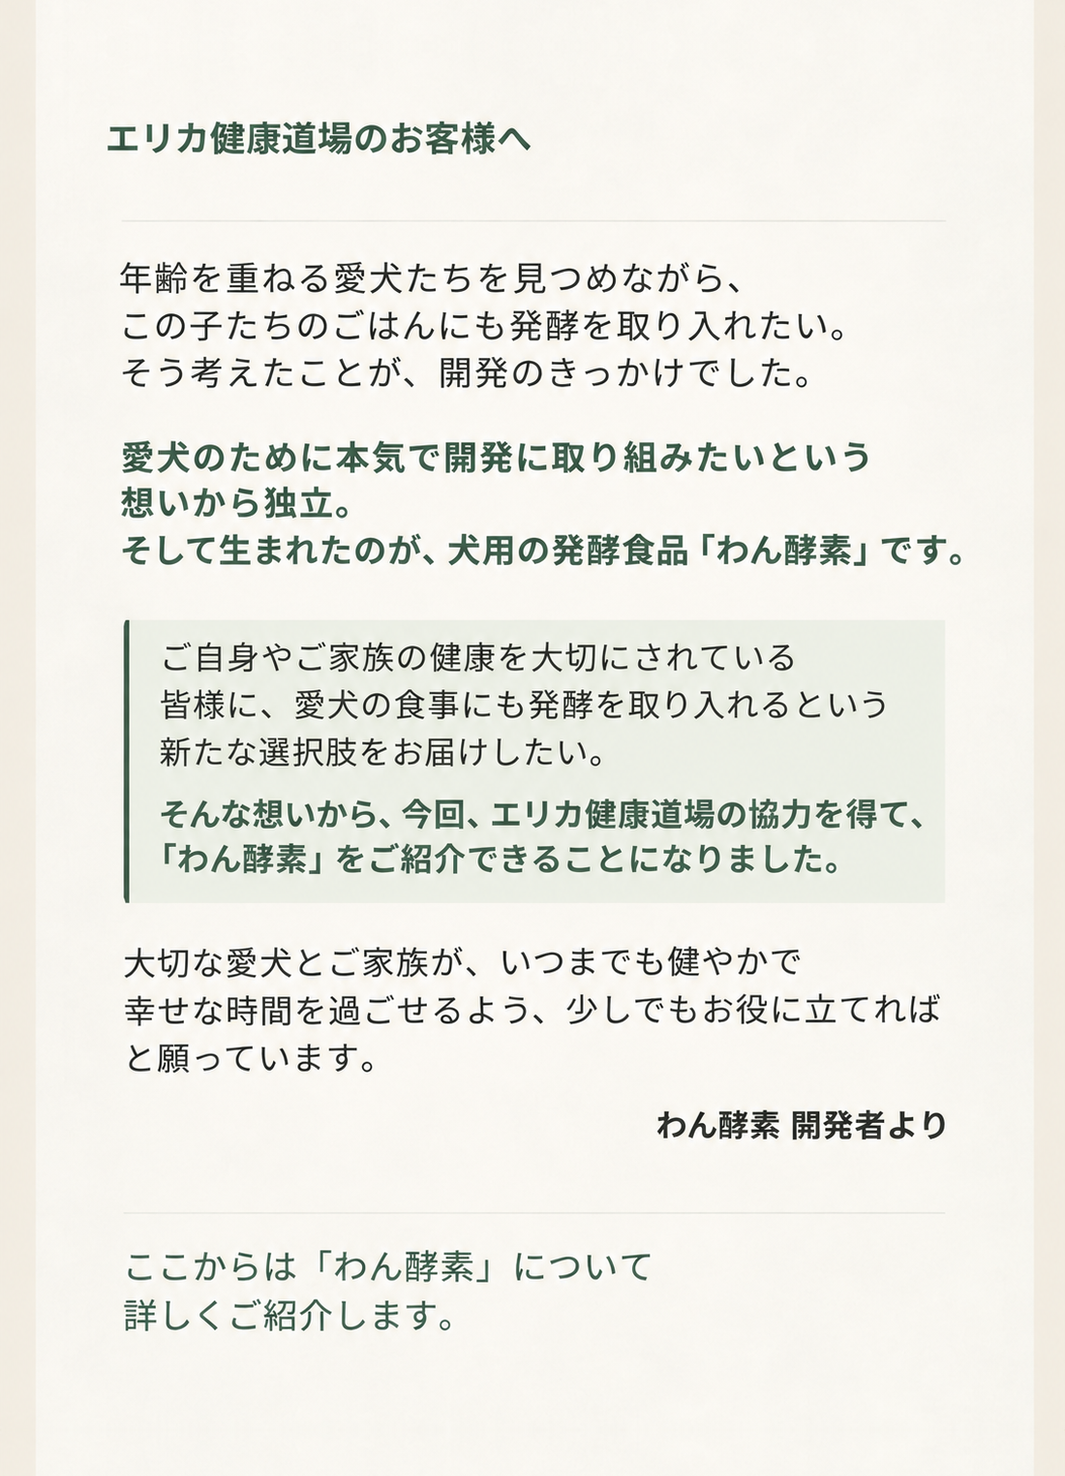 エリカ健康道場のお客様へ
年齢を重ねる愛犬たちを見つめながら、
この子たちのごはんにも発酵を取り入れたい。
そう考えたことが、開発のきっかけでした。
愛犬のために本気で開発に取り組みたいという
想いから独立。
そして生まれたのが、犬用の発酵食品「わん酵素」です。
ご自身やご家族の健康を大切にされている
皆様に、愛犬の食事にも発酵を取り入れるという
新たな選択肢をお届けしたい。
そんな想いから、今回、エリカ健康道場の協力を得て、
「わん酵素」をご紹介できることになりました。
大切な愛犬とご家族が、いつまでも健やかで
幸せな時間を過ごせるよう、少しでもお役に立てれば
と願っています。
わん酵素 開発者より
ここからは「わん酵素」について
詳しくご紹介します。